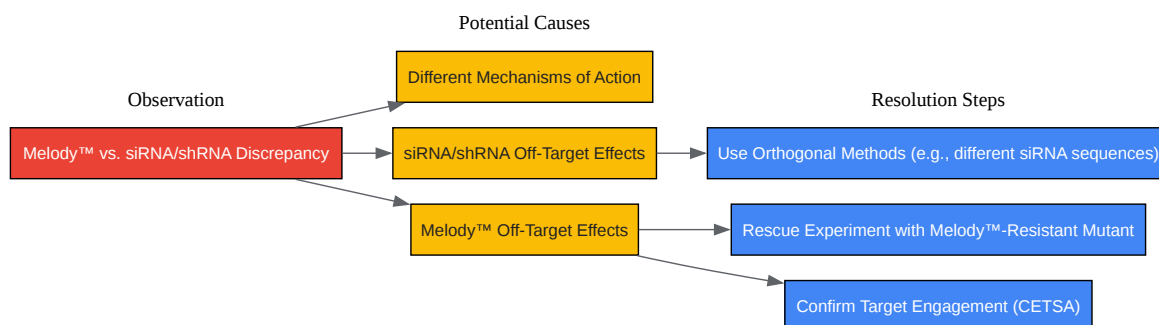 Potential Causes
Different Mechanisms of Action
Observation
Resolution Steps
Melody™ vs. siRNA/shRNA Discrepancy
siRNA/shRNA Off-Target Effects
Use Orthogonal Methods (e.g., different siRNA sequences)
Melody™ Off-Target Effects
Rescue Experiment with Melody™-Resistant Mutant
Confirm Target Engagement (CETSA)